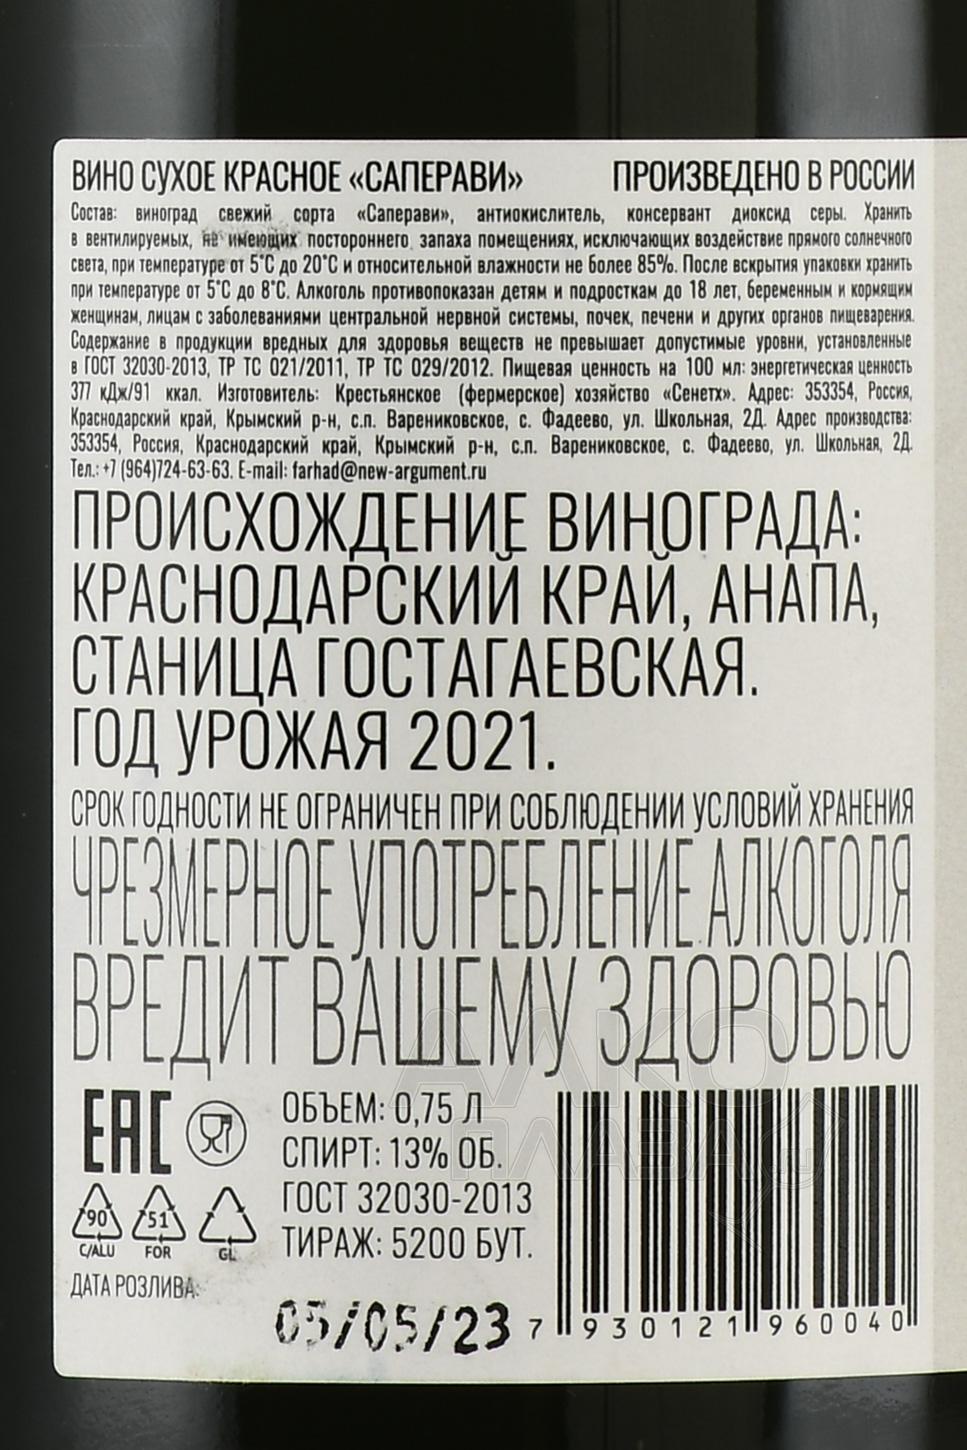 ВИНО СУХОЕ КРАСНОЕ «САПЕРАВИ» ПРОИЗВЕДЕНО В РОССИИ
Состав: виноград свежий сорта «Саперави», антиокислитель, консервант диоксид серы. Хранить
в вентилируемых, не имеющих постороннего запаха помещениях, исключающих воздействие прямого солнечного
света, при температуре от 5°С до 20°С и относительной влажности не более 85%. После вскрытия упаковки хранить
при температуре от 5°С до 8°С. Алкоголь противопоказан детям и подросткам до 18 лет, беременным и кормящим
женщинам, лицам с заболеваниями центральной нервной системы, почек, печени и других органов пищеварения.
Содержание в продукции вредных для здоровья веществ не превышает допустимые уровни, установленные
в ГОСТ 32030-2013, ТР ТС 021/2011, ТР ТС 029/2012. Пищевая ценность на 100 мл: энергетическая ценность
377 кДж/91 ккал. Изготовитель: Крестьянское (фермерское) хозяйство «Сенетх». Адрес: 353354, Россия,
Краснодарский край, Крымский р-н, с.п. Варениковское, с. Фадеево, ул. Школьная, 2Д. Адрес производства:
353354, Россия, Краснодарский край, Крымский р-н, с.п. Варениковское, с. Фадеево, ул. Школьная, 2Д.
Тел.: +7 (964)724-63-63. E-mail: farhad@new-argument.ru
ПРОИСХОЖДЕНИЕ ВИНОГРАДА:
КРАСНОДАРСКИЙ КРАЙ, АНАПА,
СТАНИЦА ГОСТАГАЕВСКАЯ.
ГОД УРОЖАЯ 2021.
СРОК ГОДНОСТИ НЕ ОГРАНИЧЕН ПРИ СОБЛЮДЕНИИ УСЛОВИЙ ХРАНЕНИЯ
ЧРЕЗМЕРНОЕ УПОТРЕБЛЕНИЕ АЛКОГОЛЯ
ВРЕДИТ ВАШЕМУ ЗДОРОВЬЮ
ЕАС
ОБЪЕМ: 0,75 Л
СПИРТ: 13% ОБ.
ГОСТ 32030-2013
ТИРАЖ: 5200 БУТ.
90 51
C/ALU FOR GL
ДАТА РОЗЛИВА:
05/05/23
7 930121 960040
АЛКО
ПЛАВА